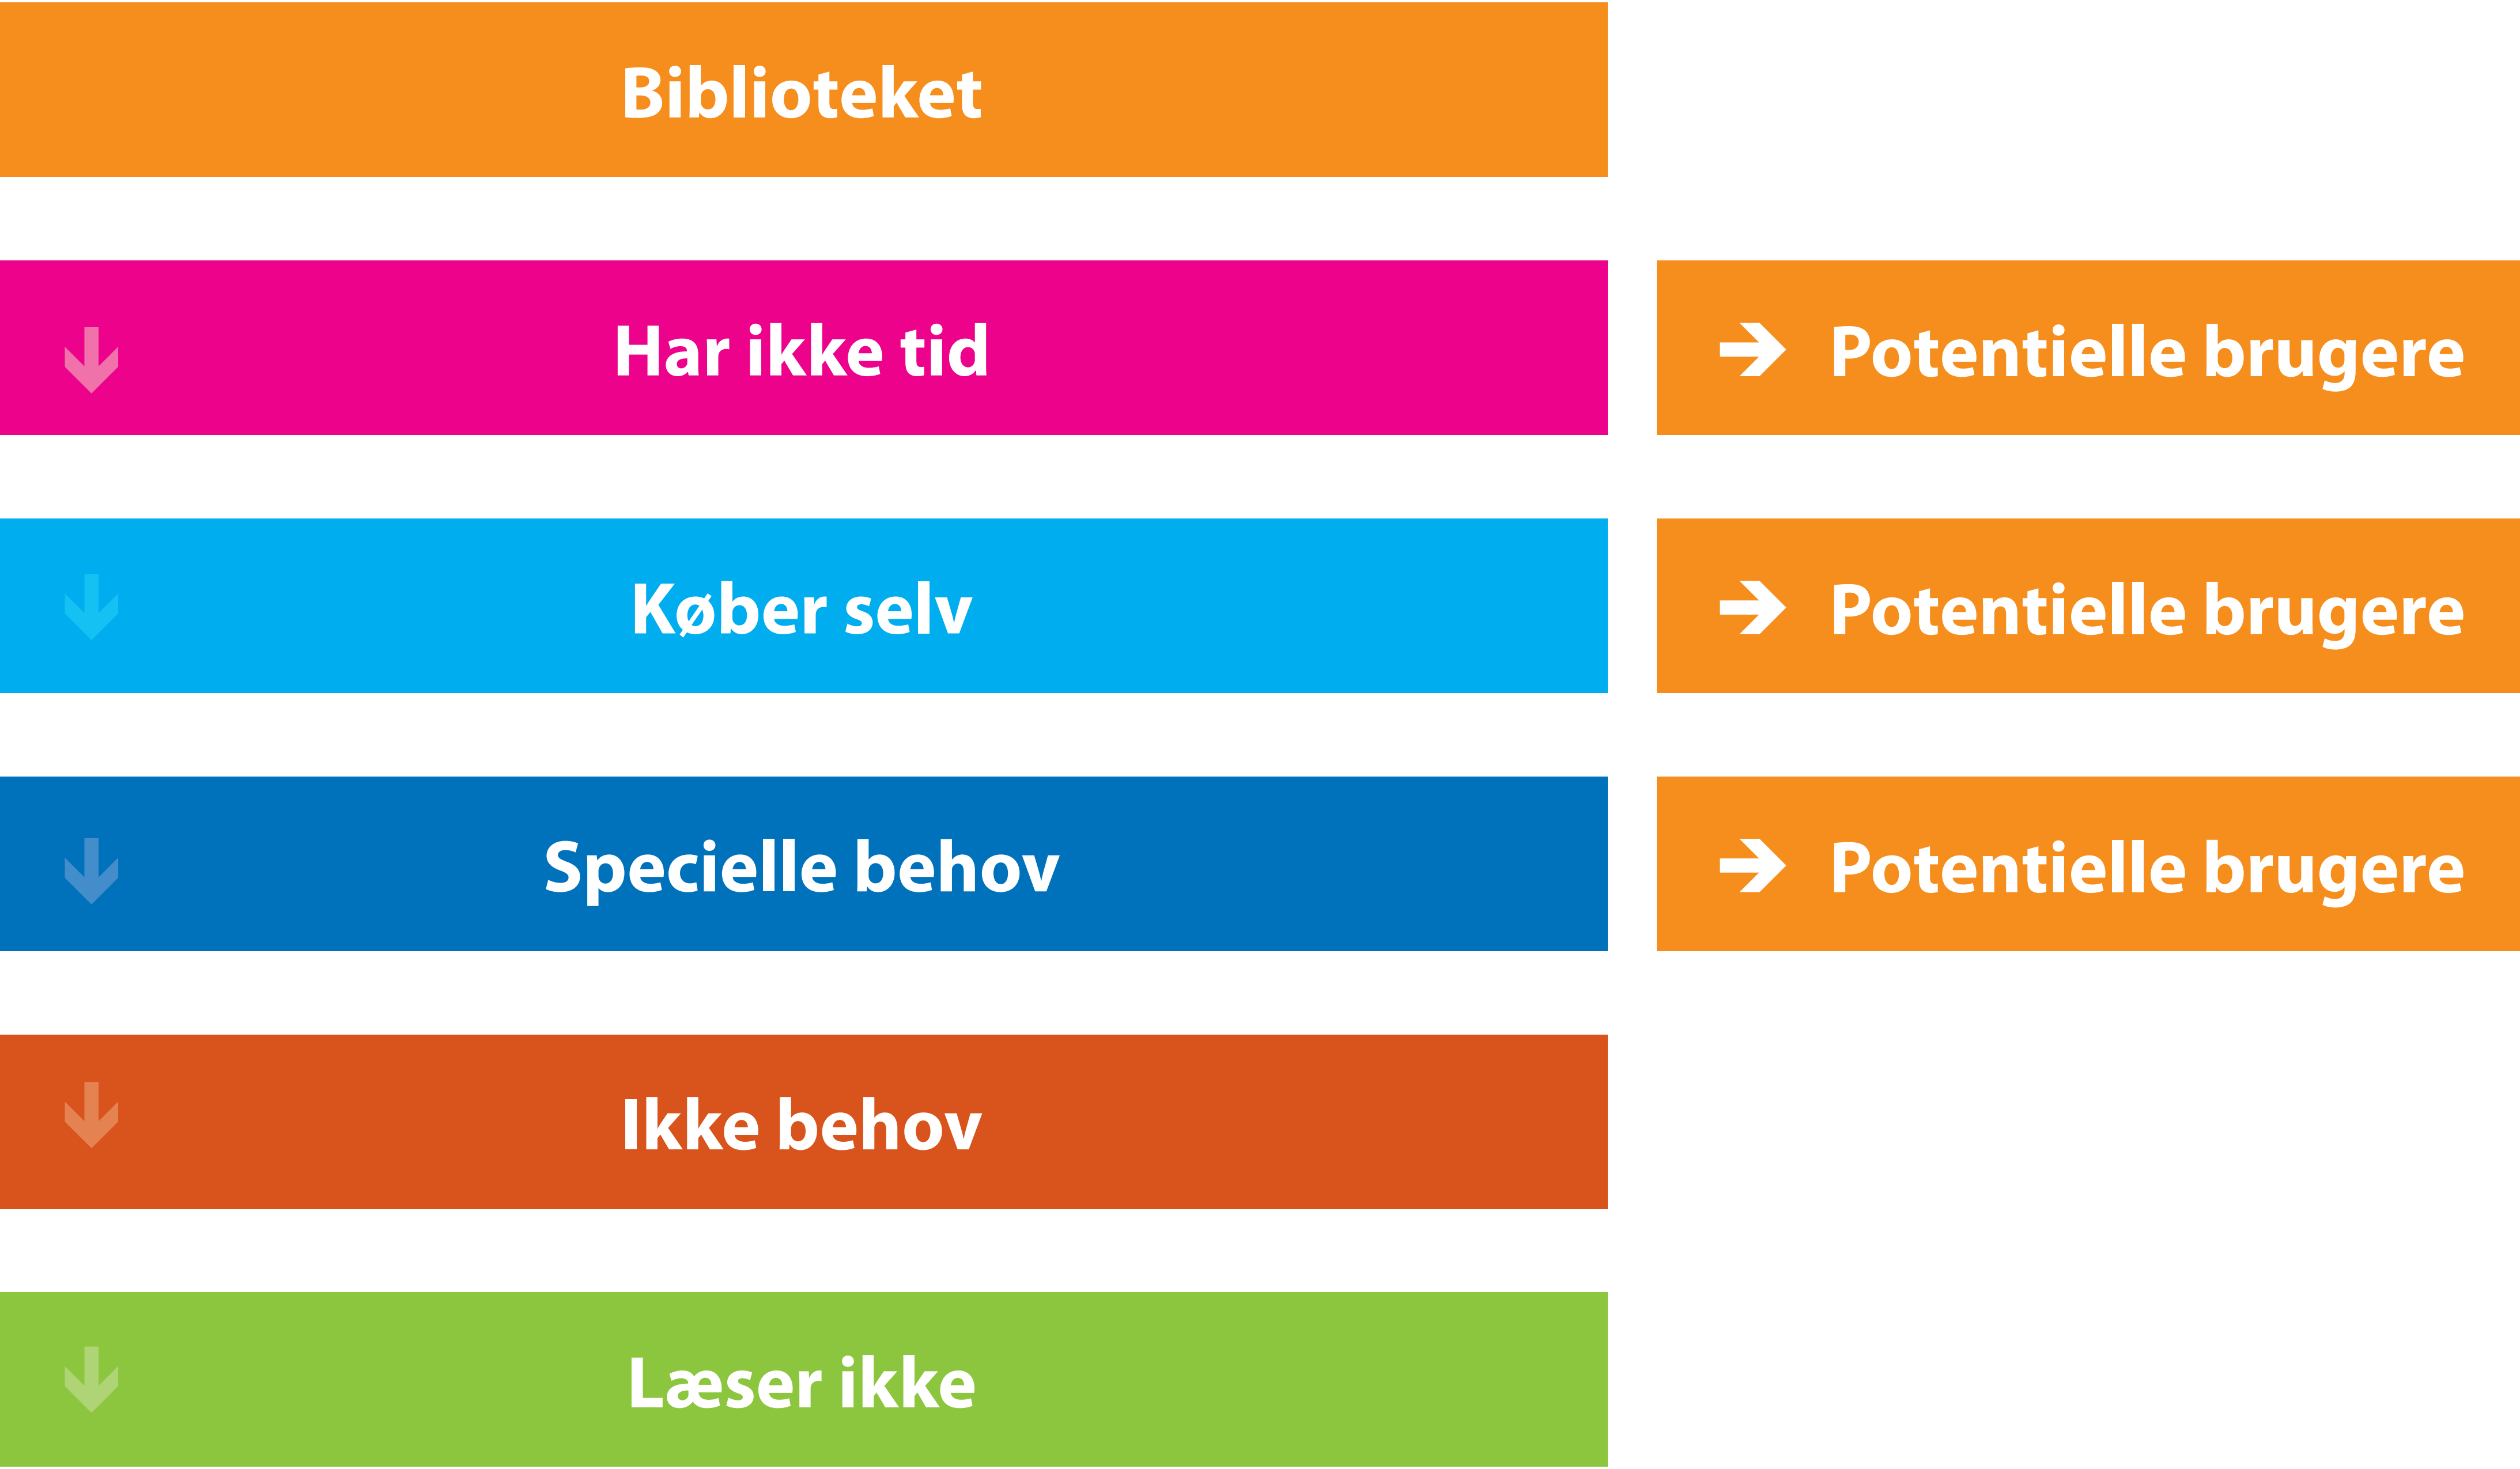 Biblioteket
Har ikke tid
Potentielle brugere
Køber selv
Potentielle brugere
Specielle behov
Potentielle brugere
Ikke behov
Læser ikke